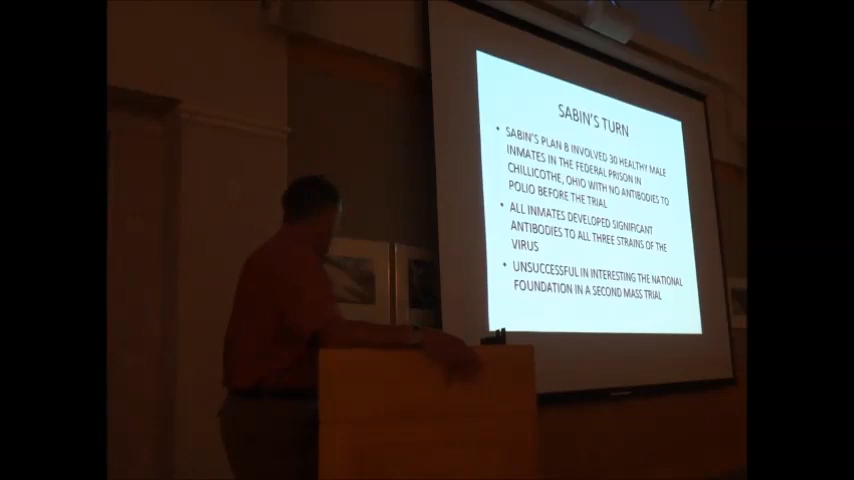 SABIN'S TURN
• SABIN'S PLAN B INVOLVED 30 HEALTHY MALE
INMATES IN THE FEDERAL PRISON IN
CHILLICOTHE, OHIO WITH NO ANTIBODIES TO
POLIO BEFORE THE TRIAL
• ALL INMATES DEVELOPED SIGNIFICANT
ANTIBODIES TO ALL THREE STRAINS OF THE
VIRUS
• UNSUCCESSFUL IN INTERESTING THE NATIONAL
FOUNDATION IN A SECOND MASS TRIAL